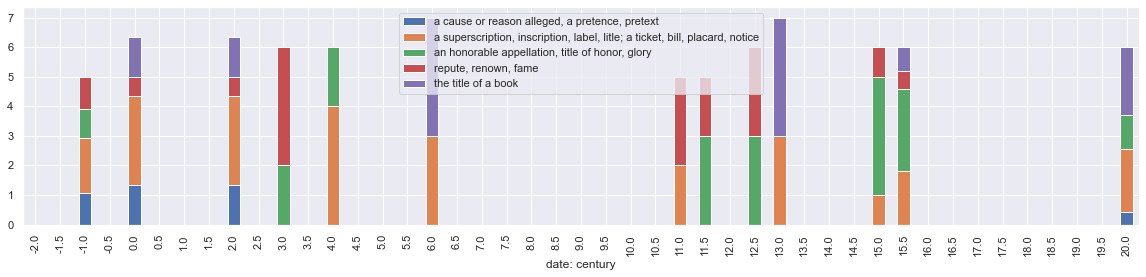 a cause or reason alleged, a pretence, pretext
a superscription, inscription, label, litle; a ticket, bill, placard, notice
an honorable appellation, title of honor, glory
repute, renown, fame
the title of a book
7
6
5
4
3
2
1
0
-2.0 -1.5 -1.0 -0.5 0.0 0.5 1.0 1.5 2.0 2.5 3.0 3.5 4.0 4.5 5.0 5.5 6.0 6.5 7.0 7.5 8.0 8.5 9.0 9.5 10.0 10.5 11.0 11.5 12.0 12.5 13.0 13.5 14.0 14.5 15.0 15.5 16.0 16.5 17.0 17.5 18.0 18.5 19.0 20.0
date: century